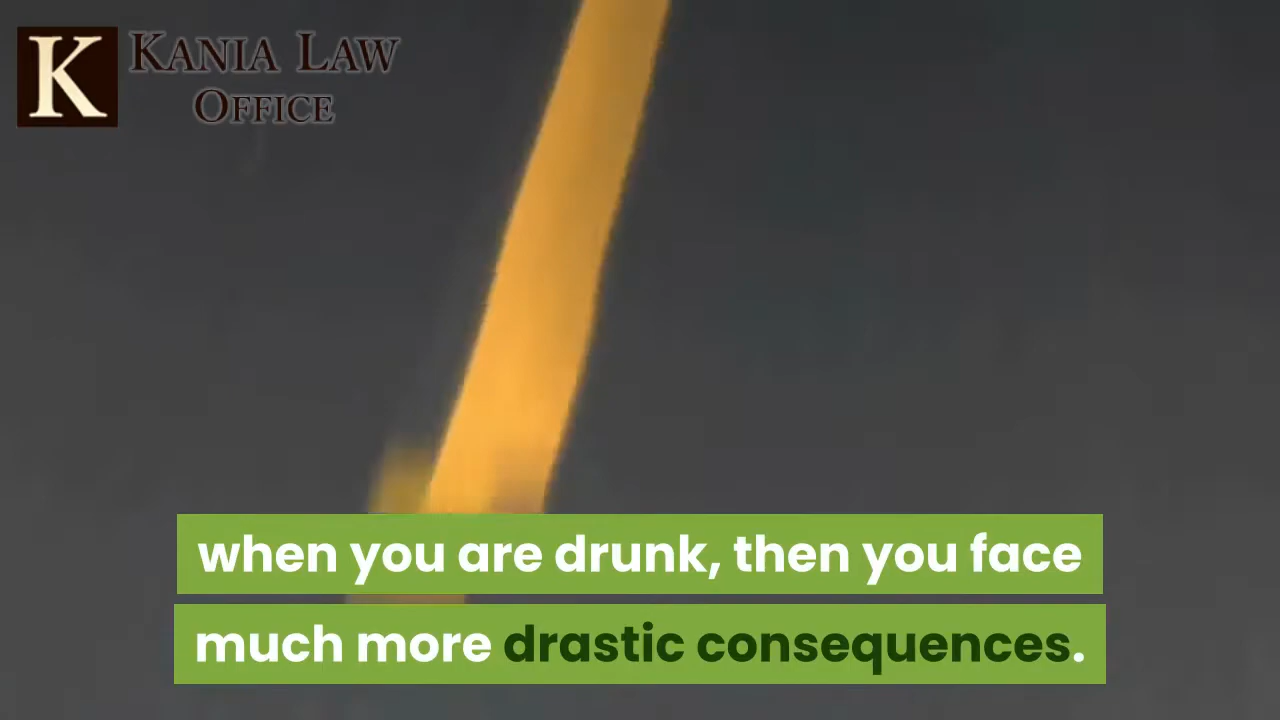 K
KANIA LAW
OFFICE
when you are drunk, then you face
much more drastic consequences.